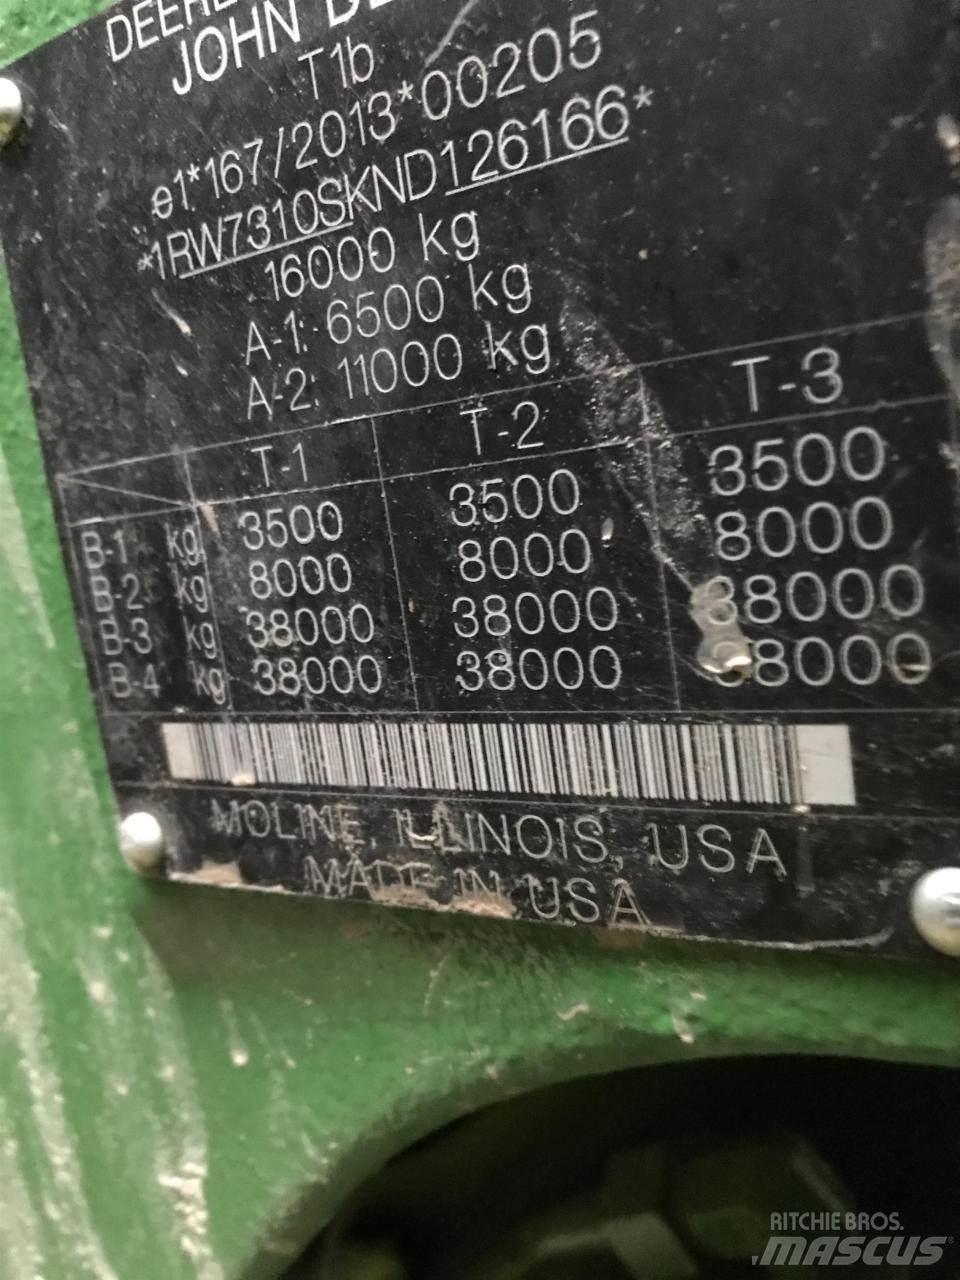 JOHN
T1b
e1*167/2013*00205
*1RW7310SKND126166*
16000 kg
A-1: 6500 kg
A-2: 11000 kg
T-1 T-2 T-3
B-1 kg 3500 3500 3500
B-2 kg 8000 8000 8000
B-3 kg 38000 38000 38000
B-4 kg 38000 38000 38000
MOLINE, ILLINOIS, USA
MADE IN USA
RITCHIE BROS.
MASCUS